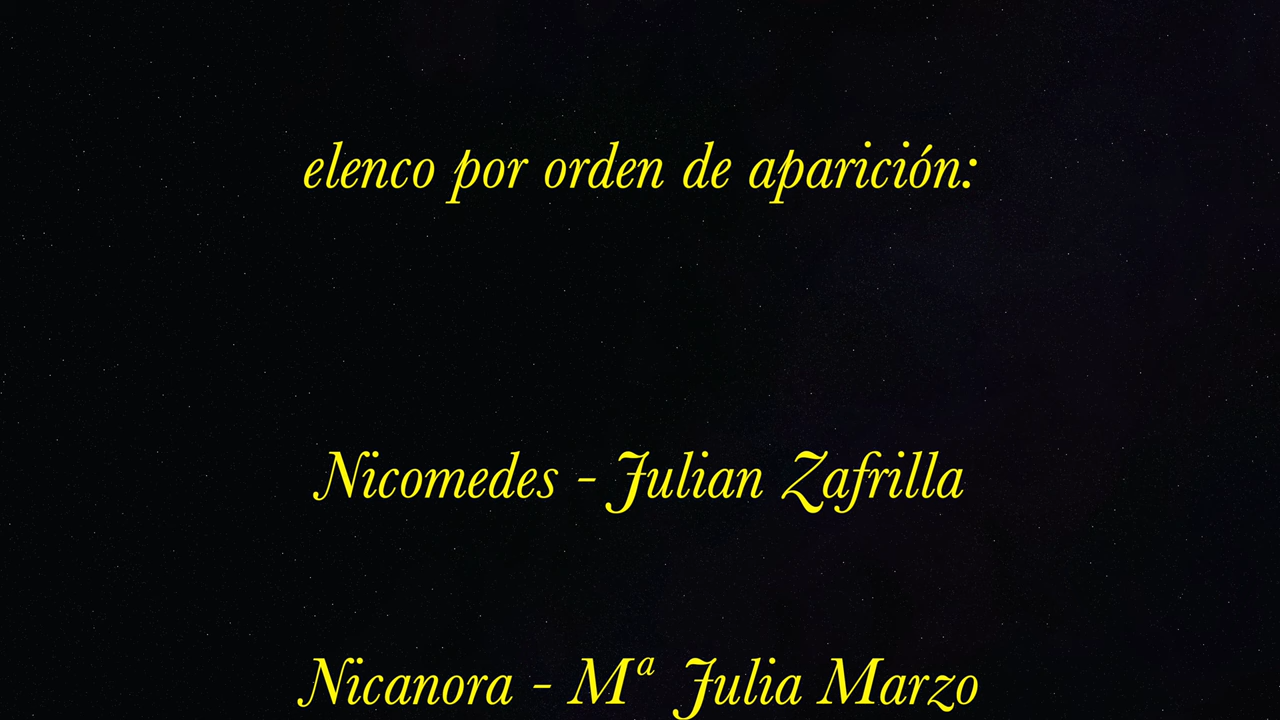 elenco por orden de aparición:
Nicomedes - Julian Zafrilla
Nicanora - Mª Julia Marzo